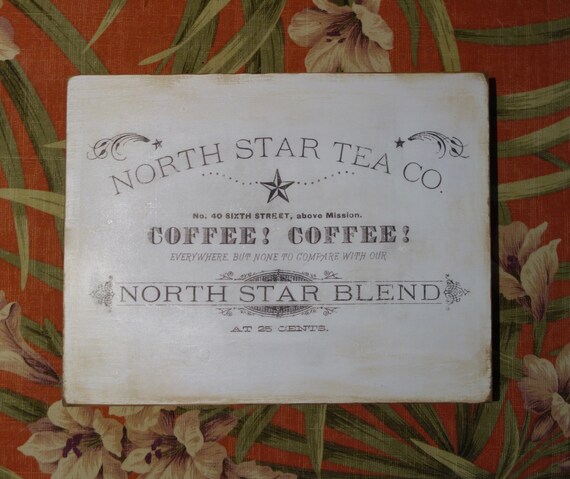 NORTH STAR TEA CO.
No. 40 SIXTH STREET, above Mission.
COFFEE! COFFEE!
EVERYWHERE, BUT NONE TO COMPARE WITH OUR
NORTH STAR BLEND
AT 25 CENTS.